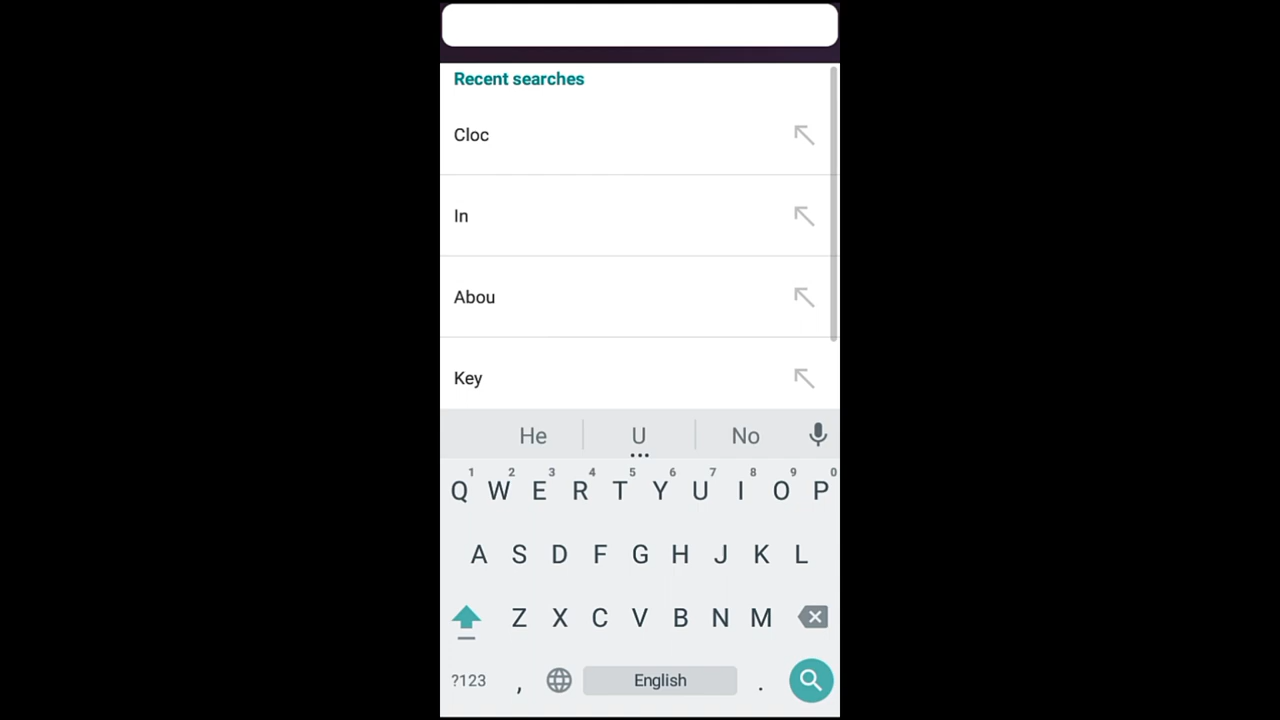 Recent searches
Cloc
In
Abou
Key
He U No
1 2 3 4 5 6 7 8 9 0
Q W E R T Y U I O P
A S D F G H J K L
Z X C V B N M
?123 , English .